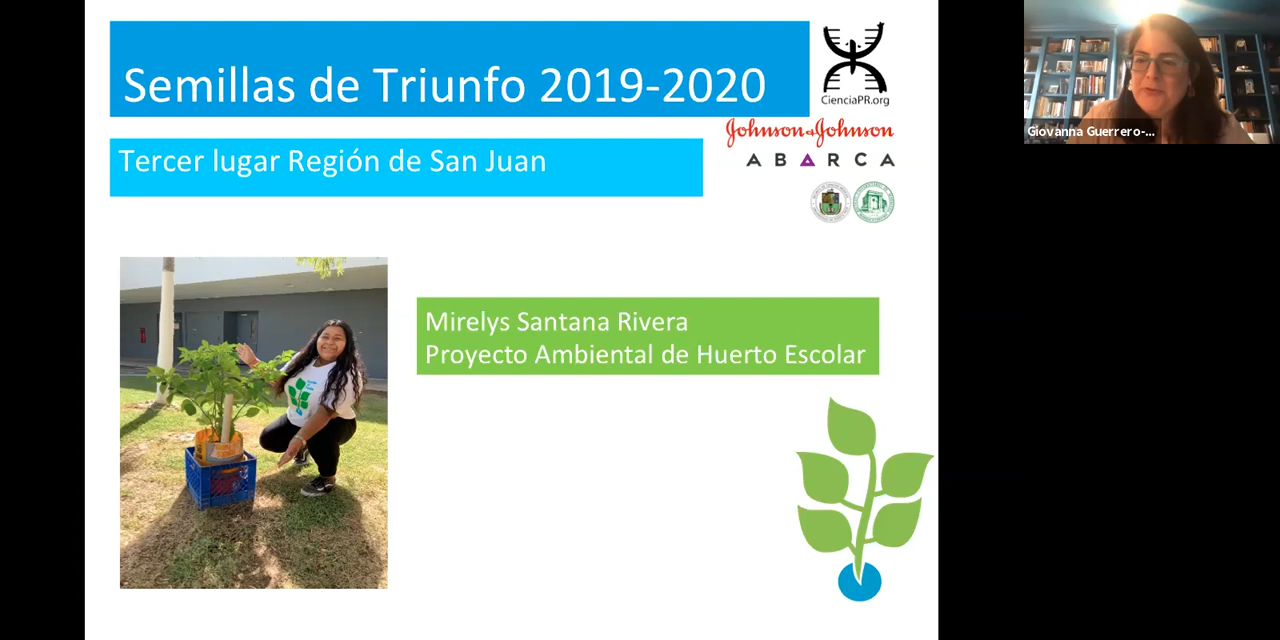 Semillas de Triunfo 2019-2020
CienciaPR.org
Johnson & Johnson
ABARCA
Tercer lugar Región de San Juan
Mirelys Santana Rivera
Proyecto Ambiental de Huerto Escolar
Giovanna Guerrero-...